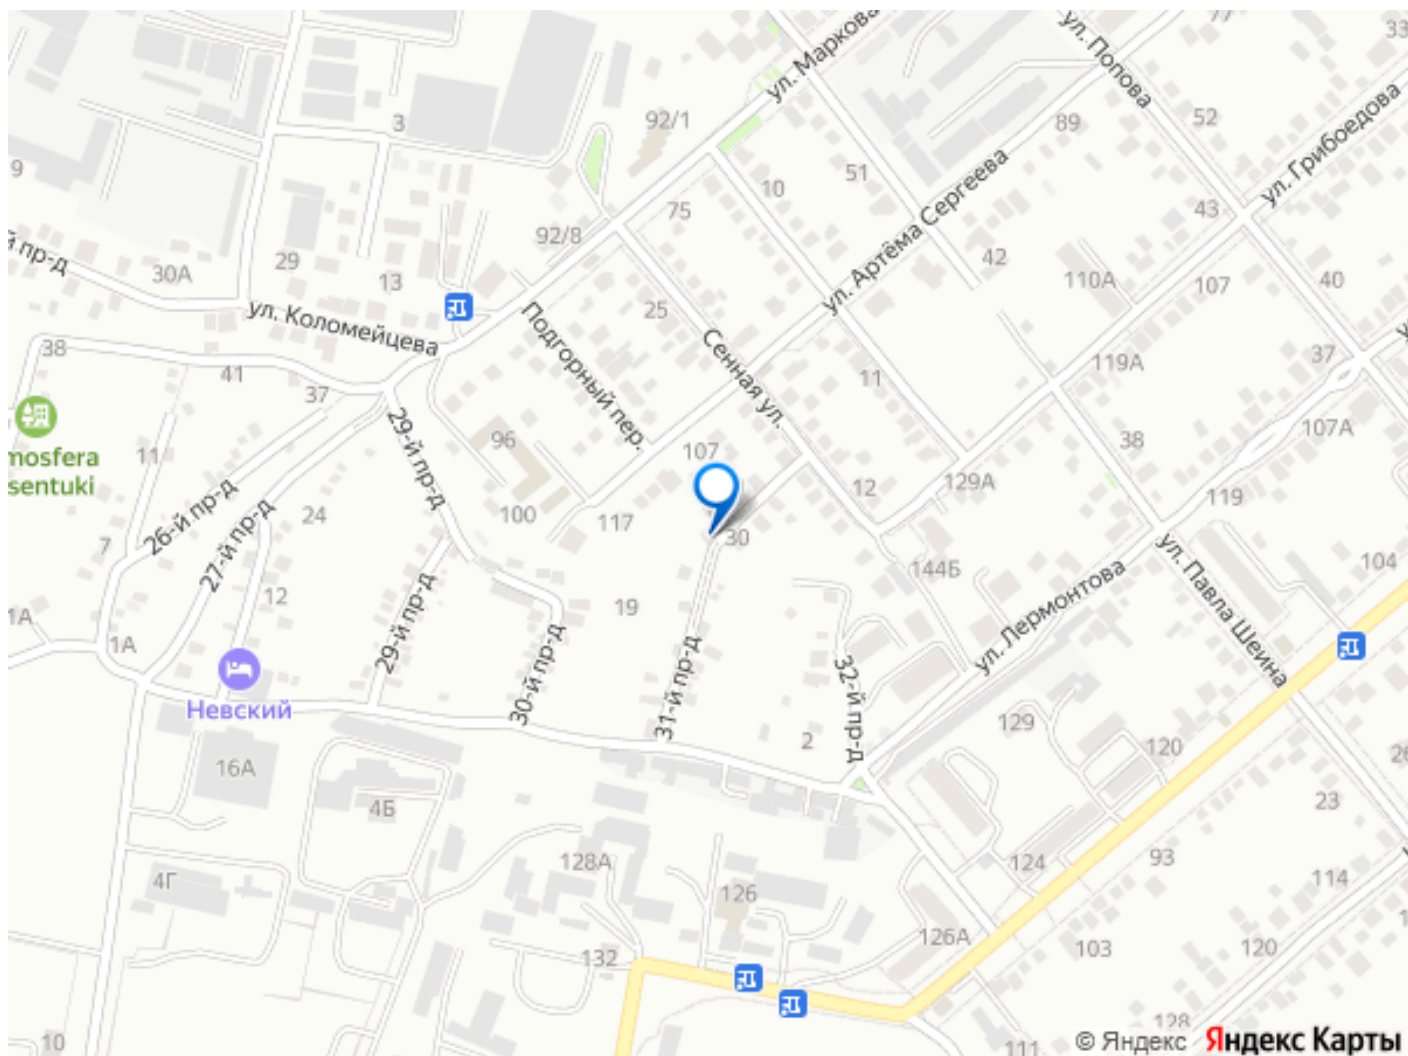 77
ул. Попова
33
ул. Маркова
52
89
92/1
3
ул. Грибоедова
9
51
10
ул. Артёма Сергеева
75
43
92/8
42
29
30А
13
110А
107
40
25
ул. Коломейцева
Подгорный пер.
Сенная ул.
38
41
37
119А
37
11
29-й пр-д
96
107
38
107А
mosfera
sentuki
11
12
129А
119
26-й пр-д
24
100
117
30
7
27-й пр-д
144Б
ул. Лермонтова
ул. Павла Шеина
104
12
29-й пр-д
19
1А
1А
30-й пр-д
31-й пр-д
32-й пр-д
Невский
2
129
120
16А
4Б
23
128А
124
93
4Г
126
114
126А
103
120
132
10
128
111
© Яндекс Яндекс Карты